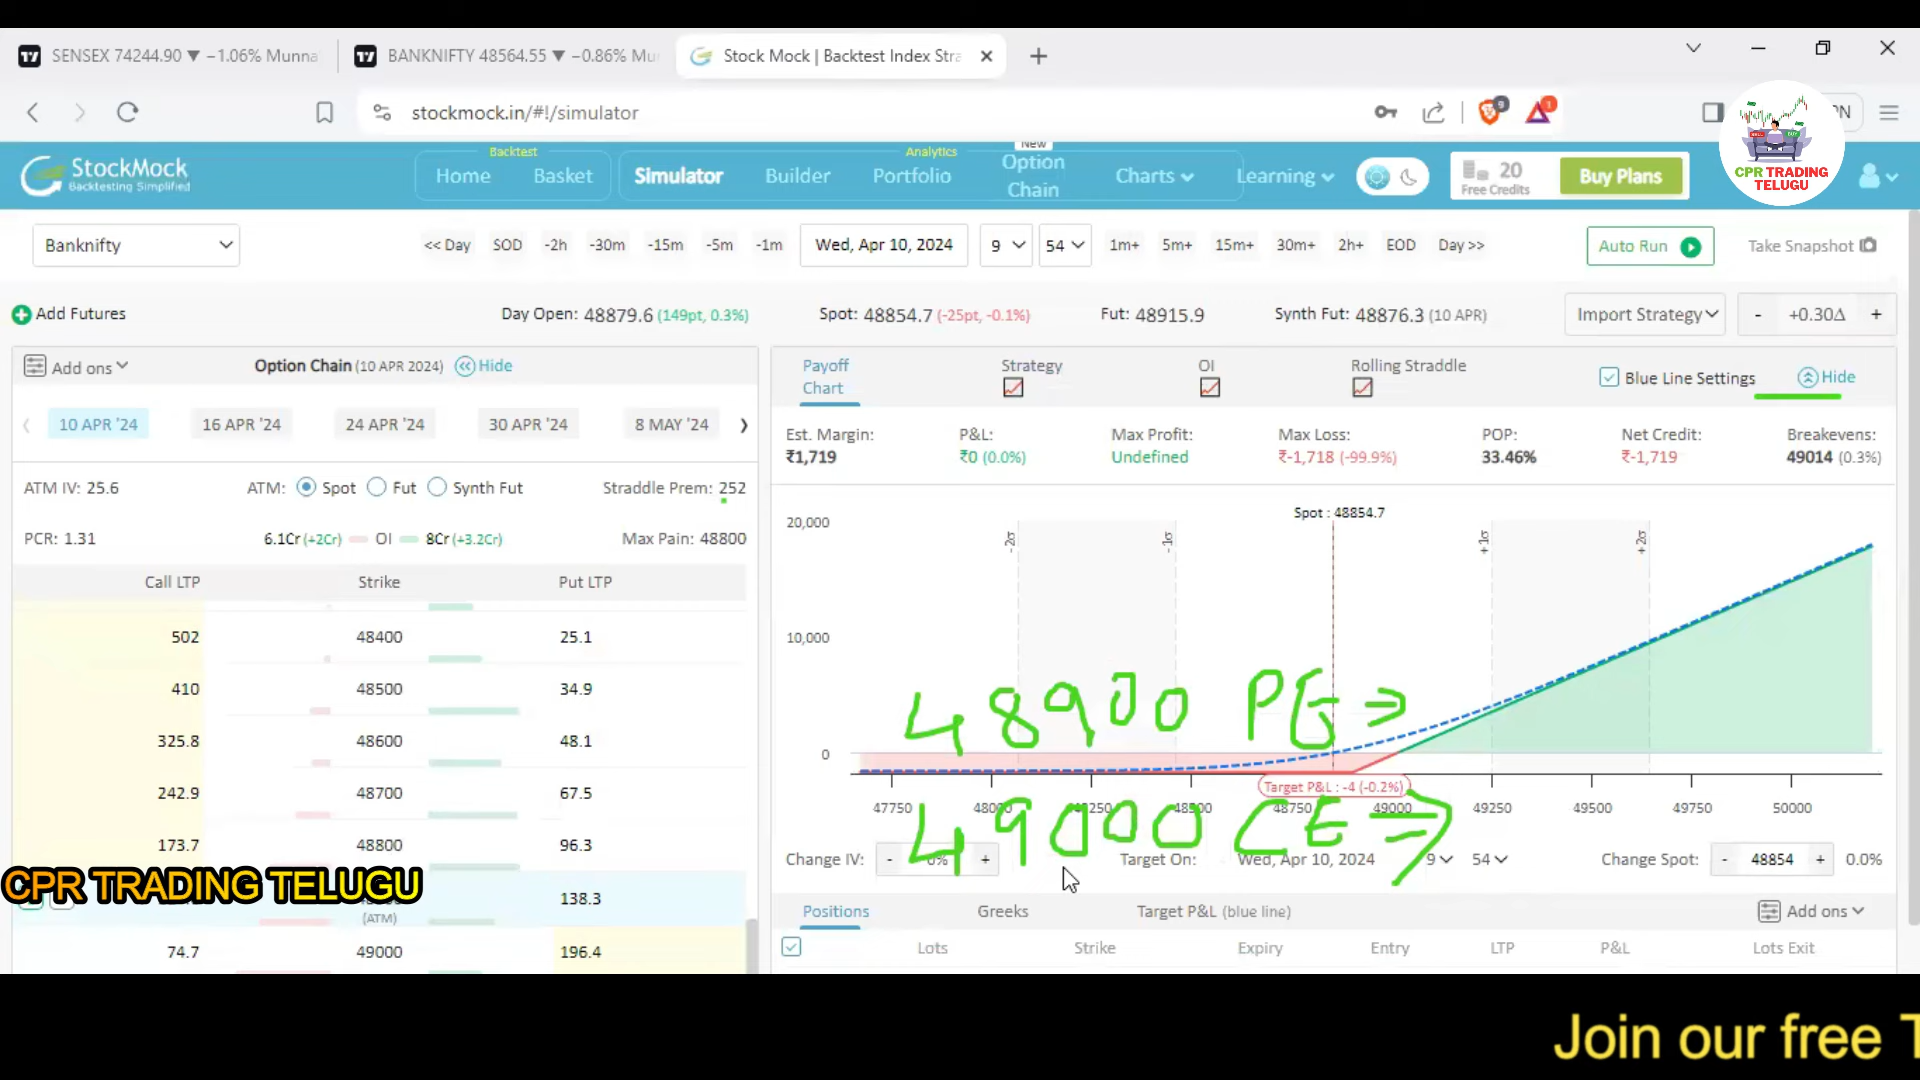 SENSEX 74244.90 ▼ −1.06% Munna
BANKNIFTY 48564.55 ▼ −0.86% Mu
Stock Mock | Backtest Index Stra
stockmock.in/#!/simulator
9
1
StockMock
Backtesting Simplified
Backtest
Home
Basket
Simulator
Builder
Analytics
Portfolio
New
Option Chain
Charts
Learning
20
Free Credits
Buy Plans
CPR TRADING
TELUGU
Banknifty
<< Day
SOD
-2h
-30m
-15m
-5m
-1m
Wed, Apr 10, 2024
9
54
1m+
5m+
15m+
30m+
2h+
EOD
Day >>
Auto Run
Take Snapshot
Add Futures
Day Open: 48879.6 (149pt, 0.3%)
Spot: 48854.7 (-25pt, -0.1%)
Fut: 48915.9
Synth Fut: 48876.3 (10 APR)
Import Strategy
- +0.30Δ +
Add ons
Option Chain (10 APR 2024)
Hide
10 APR '24
16 APR '24
24 APR '24
30 APR '24
8 MAY '24
ATM IV: 25.6
ATM: Spot Fut Synth Fut
Straddle Prem: 252
PCR: 1.31
6.1Cr (+2Cr) OI 8Cr (+3.2Cr)
Max Pain: 48800
Call LTP Strike Put LTP
502 48400 25.1
410 48500 34.9
325.8 48600 48.1
242.9 48700 67.5
173.7 48800 96.3
(ATM) 138.3
74.7 49000 196.4
CPR TRADING TELUGU
Payoff Chart
Strategy
OI
Rolling Straddle
Blue Line Settings
Hide
Est. Margin: ₹1,719
P&L: ₹0 (0.0%)
Max Profit: Undefined
Max Loss: ₹-1,718 (-99.9%)
POP: 33.46%
Net Credit: ₹-1,719
Breakevens: 49014 (0.3%)
Spot : 48854.7
20,000
10,000
0
-2σ
-1σ
+1σ
+2σ
48900 PE ⇒
Target P&L : -4 (-0.2%)
47750 48500 48750 49000 49250 49500 49750 50000
49000 CE ⇒
Change IV: - 0% +
Target On: Wed, Apr 10, 2024 9 54
Change Spot: - 48854 + 0.0%
Positions
Greeks
Target P&L (blue line)
Add ons
Lots Strike Expiry Entry LTP P&L Lots Exit
Join our free